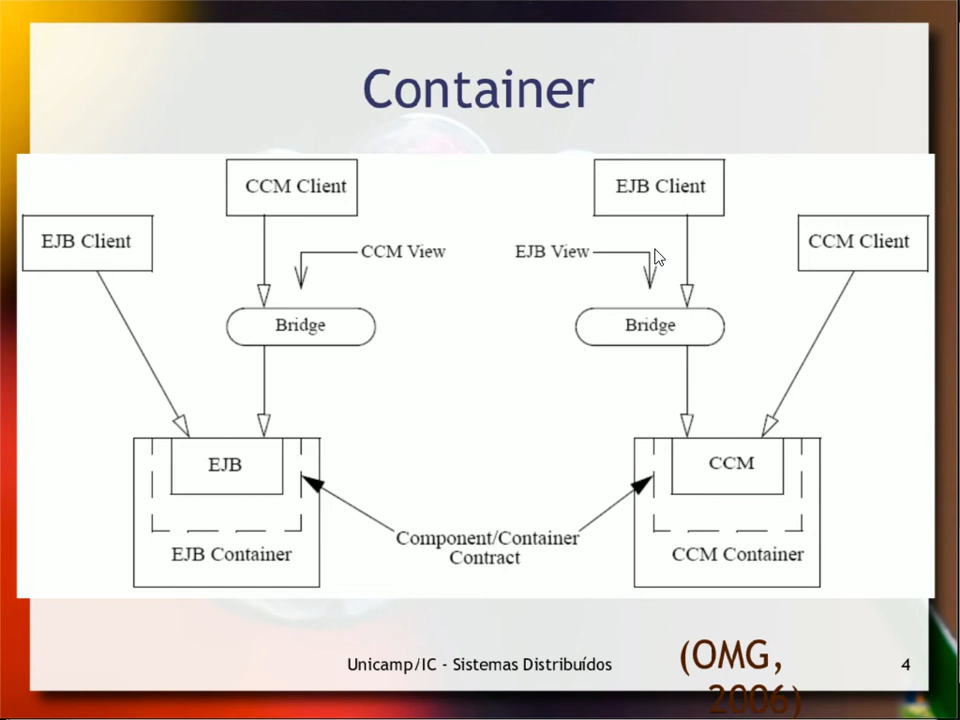 Container
CCM Client
EJB Client
EJB Client
CCM Client
CCM View
EJB View
Bridge
Bridge
EJB
CCM
Component/Container
Contract
EJB Container
CCM Container
Unicamp/IC - Sistemas Distribuídos
(OMG,
2006)
4